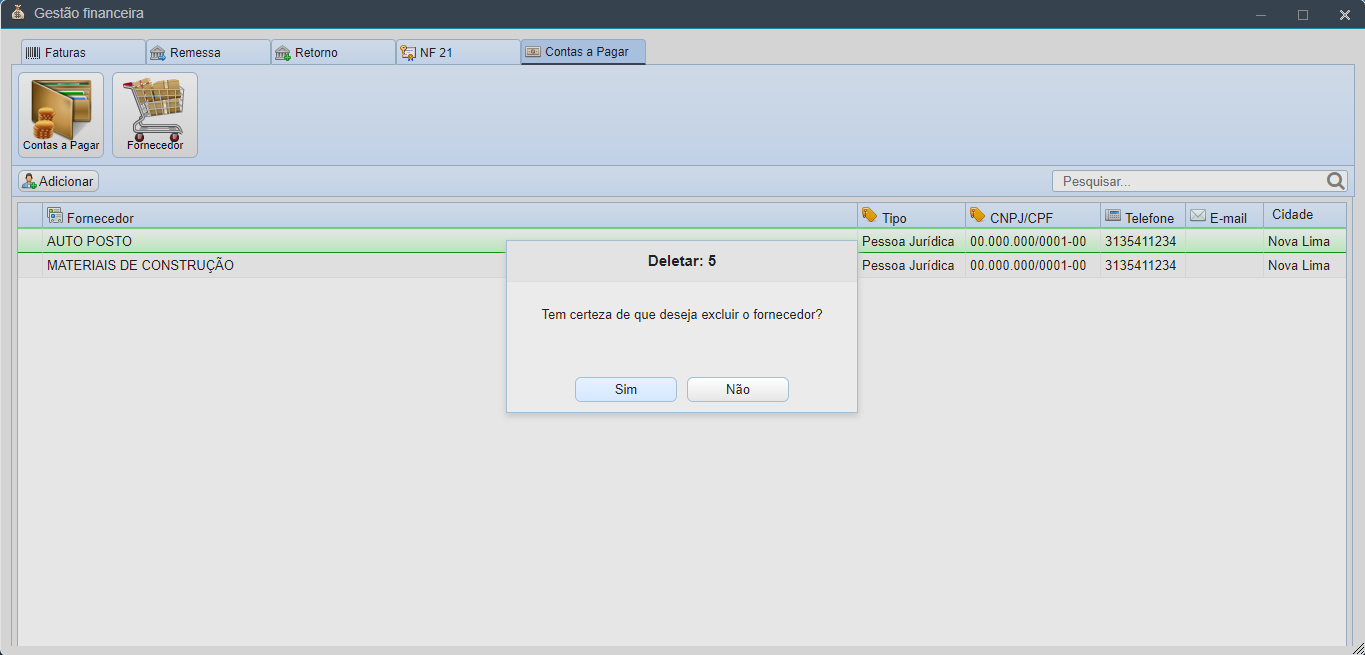 Gestão financeira
Faturas Remessa Retorno NF 21 Contas a Pagar
Contas a Pagar Fornecedor
Adicionar Pesquisar...
Fornecedor Tipo CNPJ/CPF Telefone E-mail Cidade
AUTO POSTO Pessoa Jurídica 00.000.000/0001-00 3135411234 Nova Lima
MATERIAIS DE CONSTRUÇÃO Pessoa Jurídica 00.000.000/0001-00 3135411234 Nova Lima
Deletar: 5
Tem certeza de que deseja excluir o fornecedor?
Sim Não